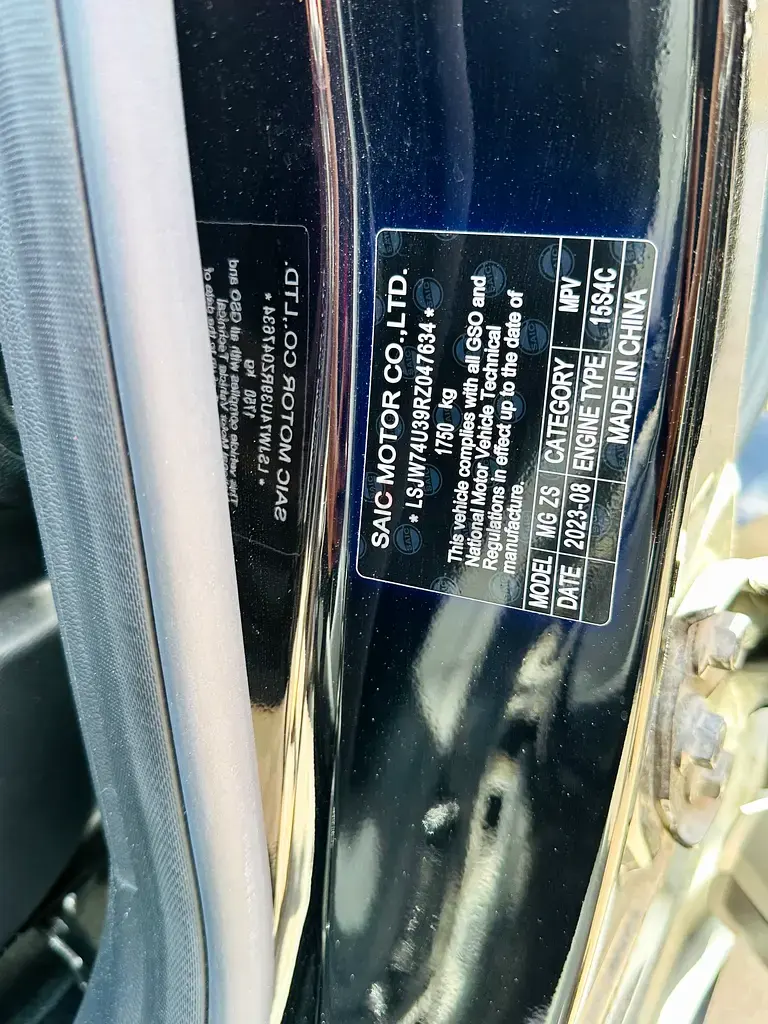 SAIC MOTOR CO.,LTD.
* LSJW74U39RZ047634 *
1750 kg
This vehicle complies with all GSO and
National Motor Vehicle Technical
Regulations in effect up to the date of
manufacture.
MODEL MG ZS CATEGORY MPV
DATE 2023-08 ENGINE TYPE 15S4C
MADE IN CHINA